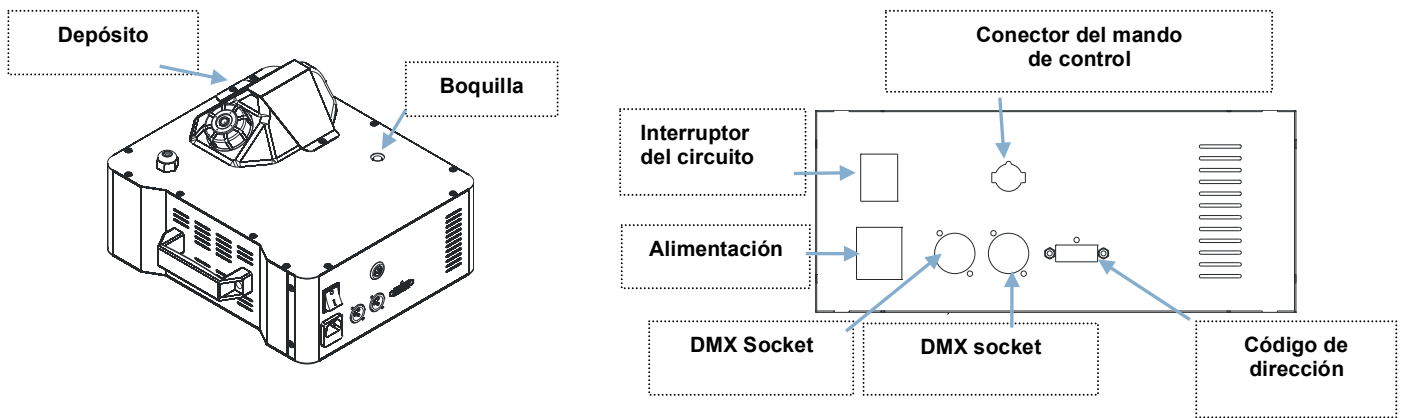 Depósito
Boquilla
Conector del mando
de control
Interruptor
del circuito
Alimentación
DMX Socket
DMX socket
Código de
dirección